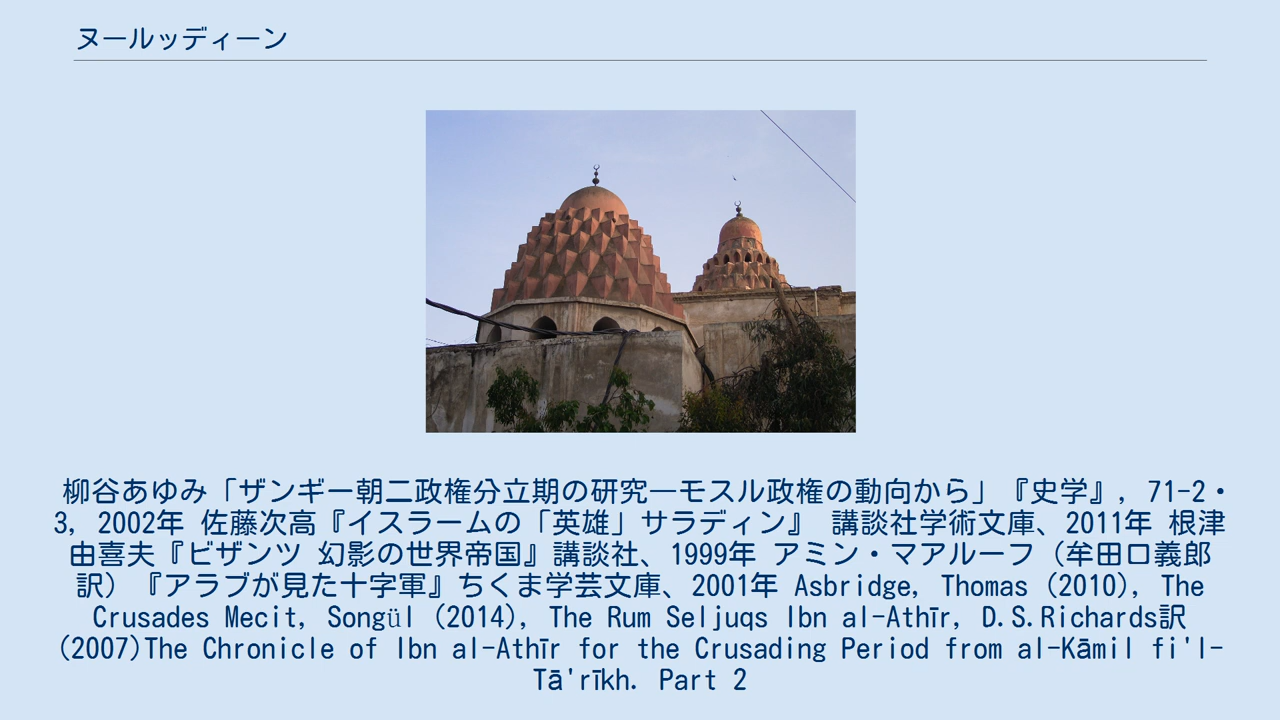 ヌールッディーン
柳谷あゆみ「ザンギー朝二政権分立期の研究―モスル政権の動向から」『史学』, 71-2・
3, 2002年 佐藤次高『イスラームの「英雄」サラディン』 講談社学術文庫、2011年 根津
由喜夫『ビザンツ 幻影の世界帝国』講談社、1999年 アミン・マアルーフ（牟田口義郎
訳）『アラブが見た十字軍』ちくま学芸文庫、2001年 Asbridge, Thomas (2010), The
Crusades Mecit, Songül (2014), The Rum Seljuqs Ibn al-Athīr, D.S.Richards訳
(2007)The Chronicle of Ibn al-Athīr for the Crusading Period from al-Kāmil fi'l-
Tā'rīkh. Part 2